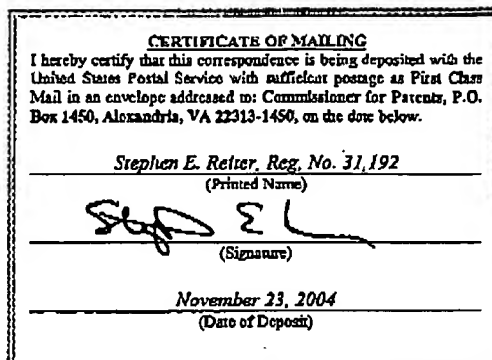 CERTIFICATE OF MAILING
I hereby certify that this correspondence is being deposited with the
United States Postal Service with sufficient postage as First Class
Mail in an envelope addressed to: Commissioner for Patents, P.O.
Box 1450, Alexandria, VA 22313-1450, on the date below.
Stephen E. Reiter, Reg. No. 31,192
(Printed Name)
(Signature)
November 23, 2004
(Date of Deposit)